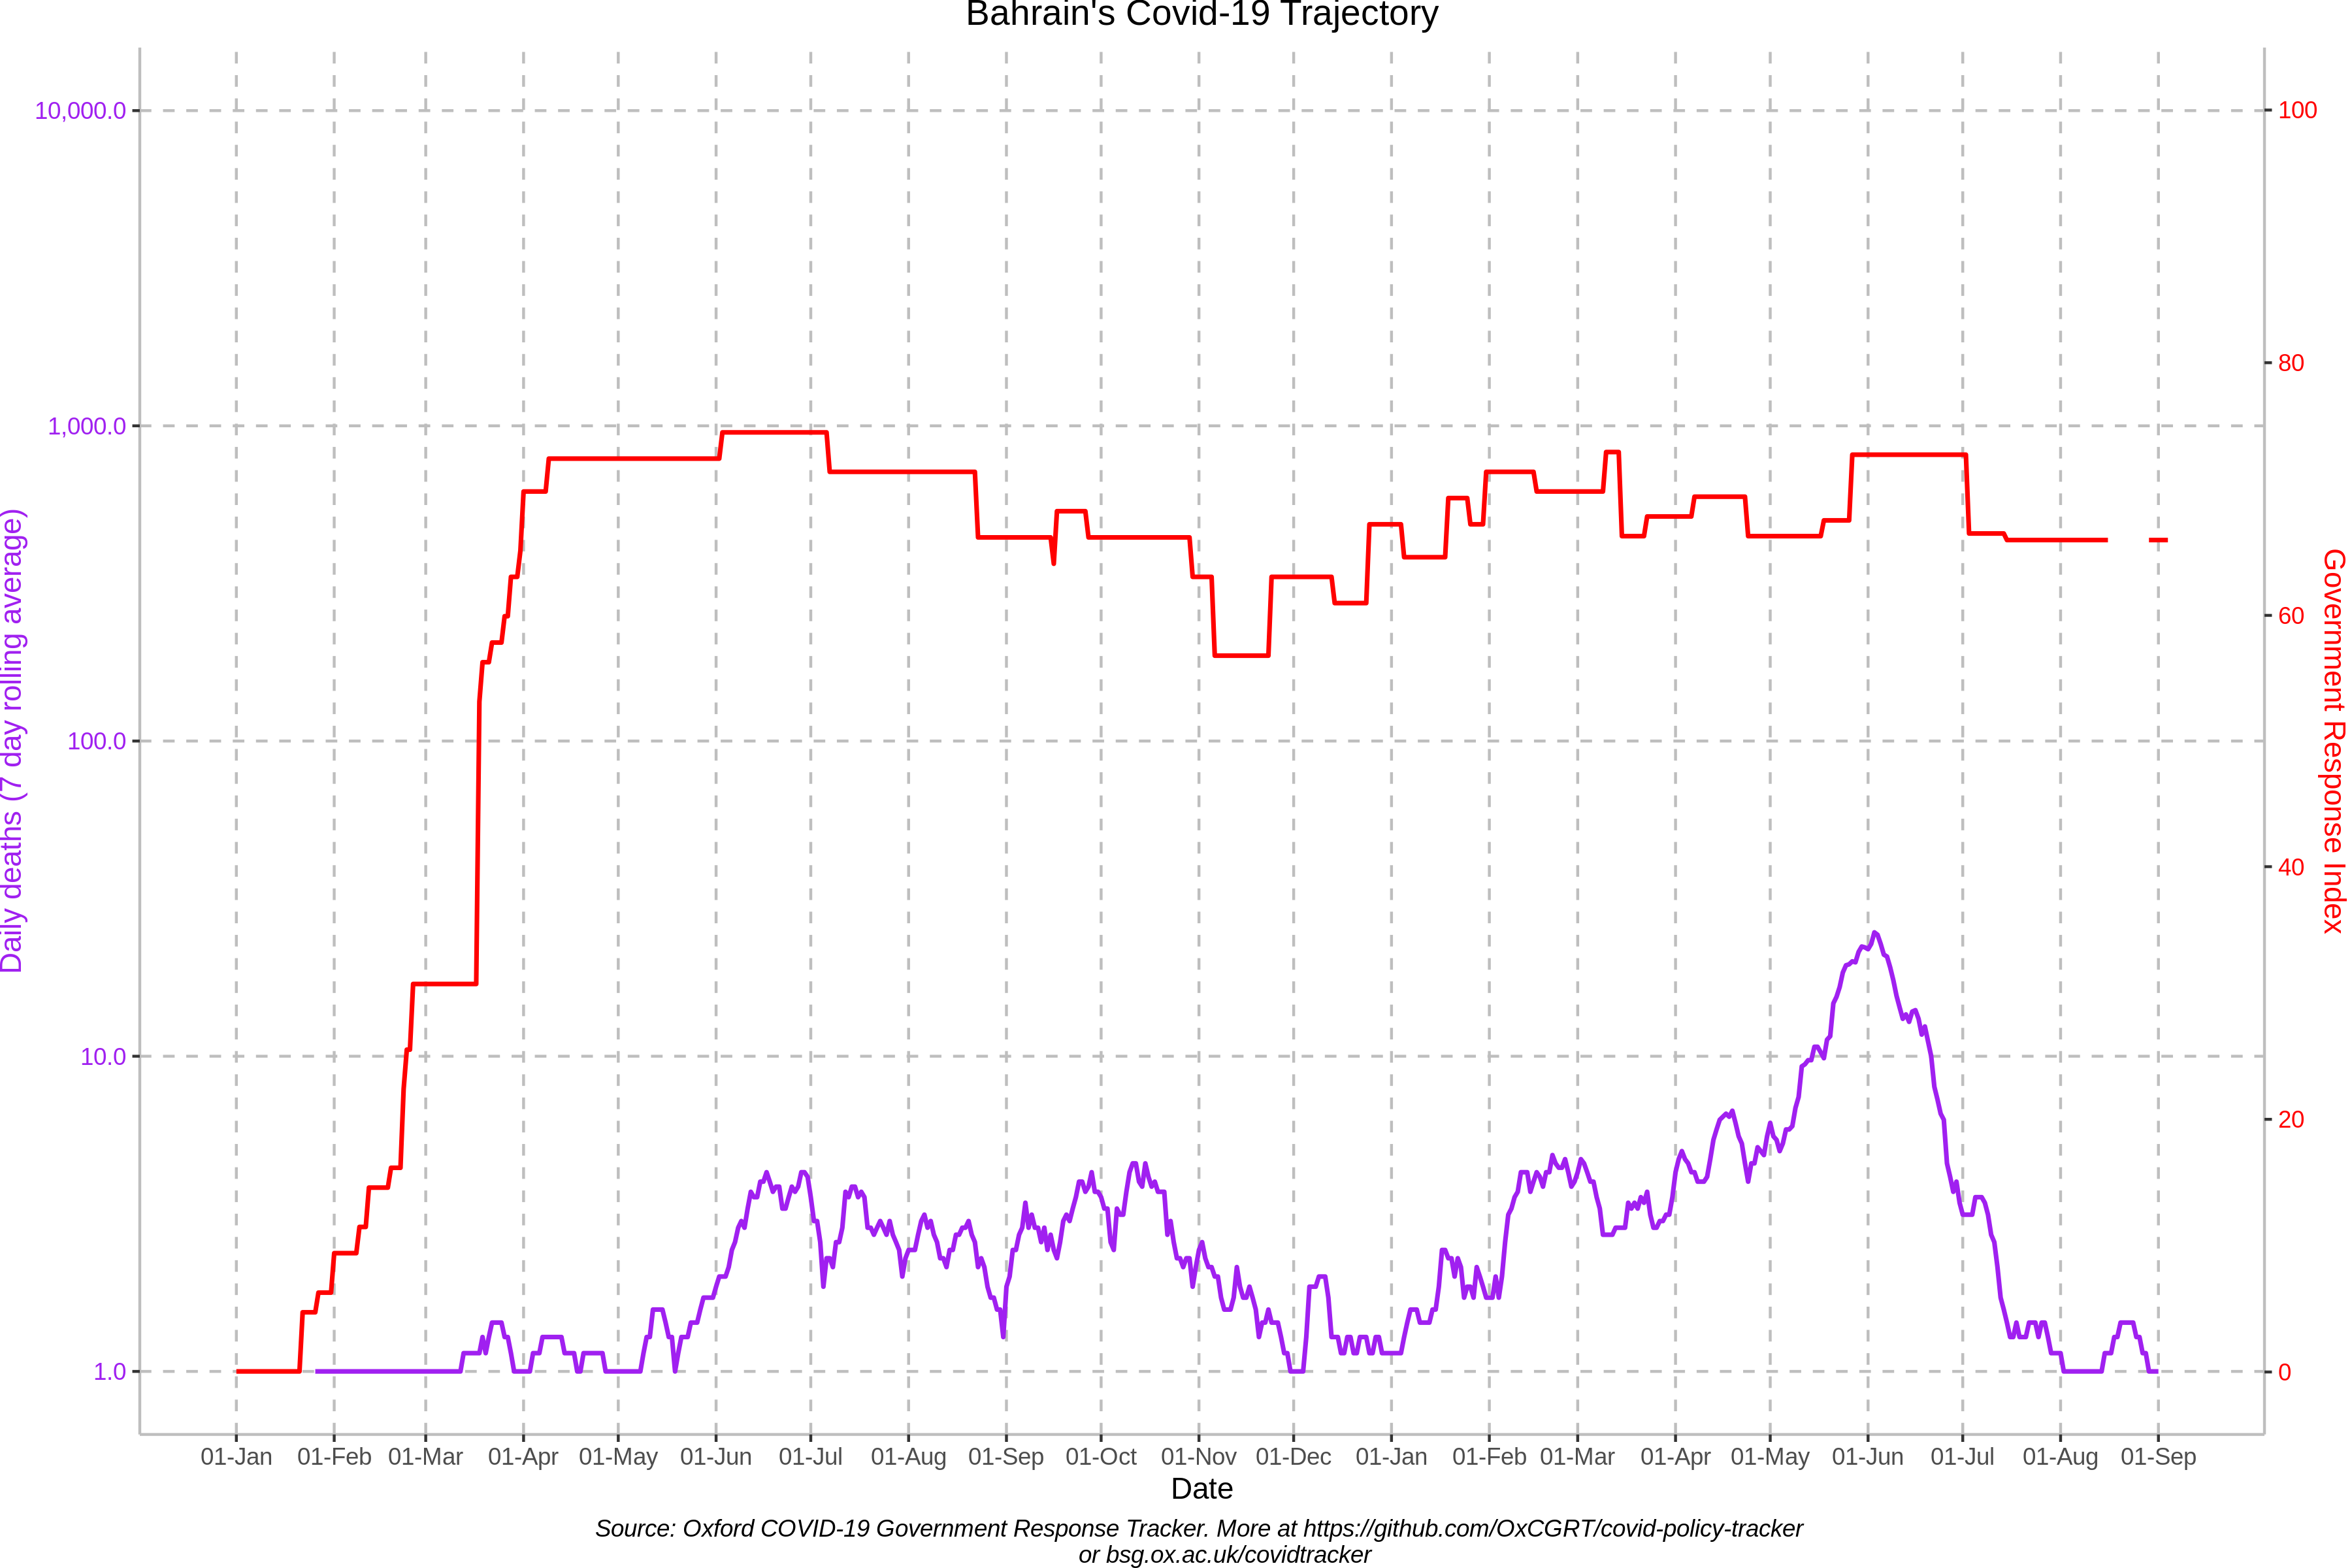 Bahrain's Covid-19 Trajectory
10,000.0
1,000.0
100.0
10.0
1.0
Daily deaths (7 day rolling average)
100
80
60
40
20
0
Government Response Index
01-Jan 01-Feb 01-Mar 01-Apr 01-May 01-Jun 01-Jul 01-Aug 01-Sep 01-Oct 01-Nov 01-Dec 01-Jan 01-Feb 01-Mar 01-Apr 01-May 01-Jun 01-Jul 01-Aug 01-Sep
Date
Source: Oxford COVID-19 Government Response Tracker. More at https://github.com/OxCGRT/covid-policy-tracker
or bsg.ox.ac.uk/covidtracker